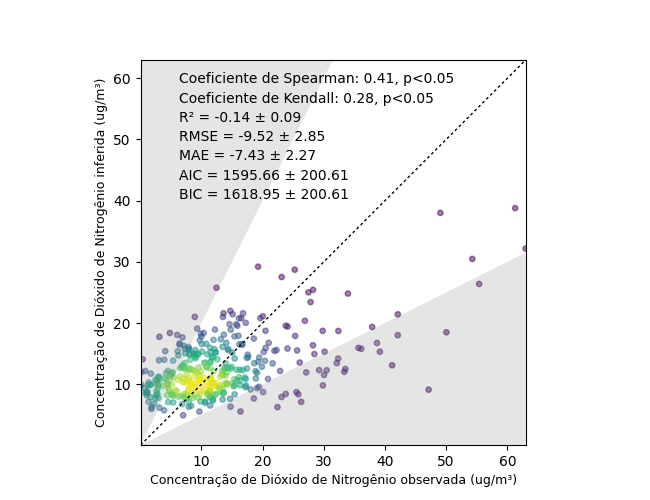 Coeficiente de Spearman: 0.41, p<0.05
Coeficiente de Kendall: 0.28, p<0.05
R² = -0.14 ± 0.09
RMSE = -9.52 ± 2.85
MAE = -7.43 ± 2.27
AIC = 1595.66 ± 200.61
BIC = 1618.95 ± 200.61
Concentração de Dióxido de Nitrogênio inferida (ug/m³)
60
50
40
30
20
10
10 20 30 40 50 60
Concentração de Dióxido de Nitrogênio observada (ug/m³)